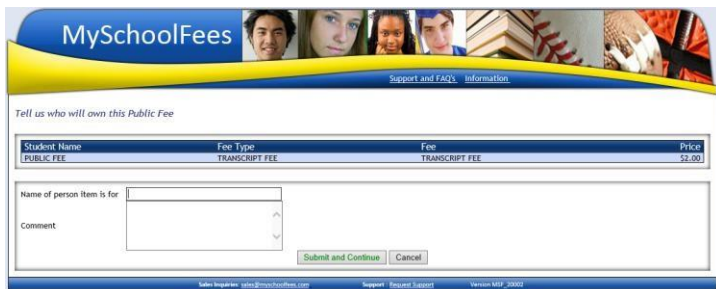 MySchoolFees
Support and FAQ's Information
Tell us who will own this Public Fee
Student Name Fee Type Fee Price
PUBLIC FEE TRANSCRIPT FEE TRANSCRIPT FEE $2.00
Name of person item is for
Comment
Submit and Continue Cancel
Sales Inquiries: sales@myschoolfees.com Support : Request Support Version MSF_20002